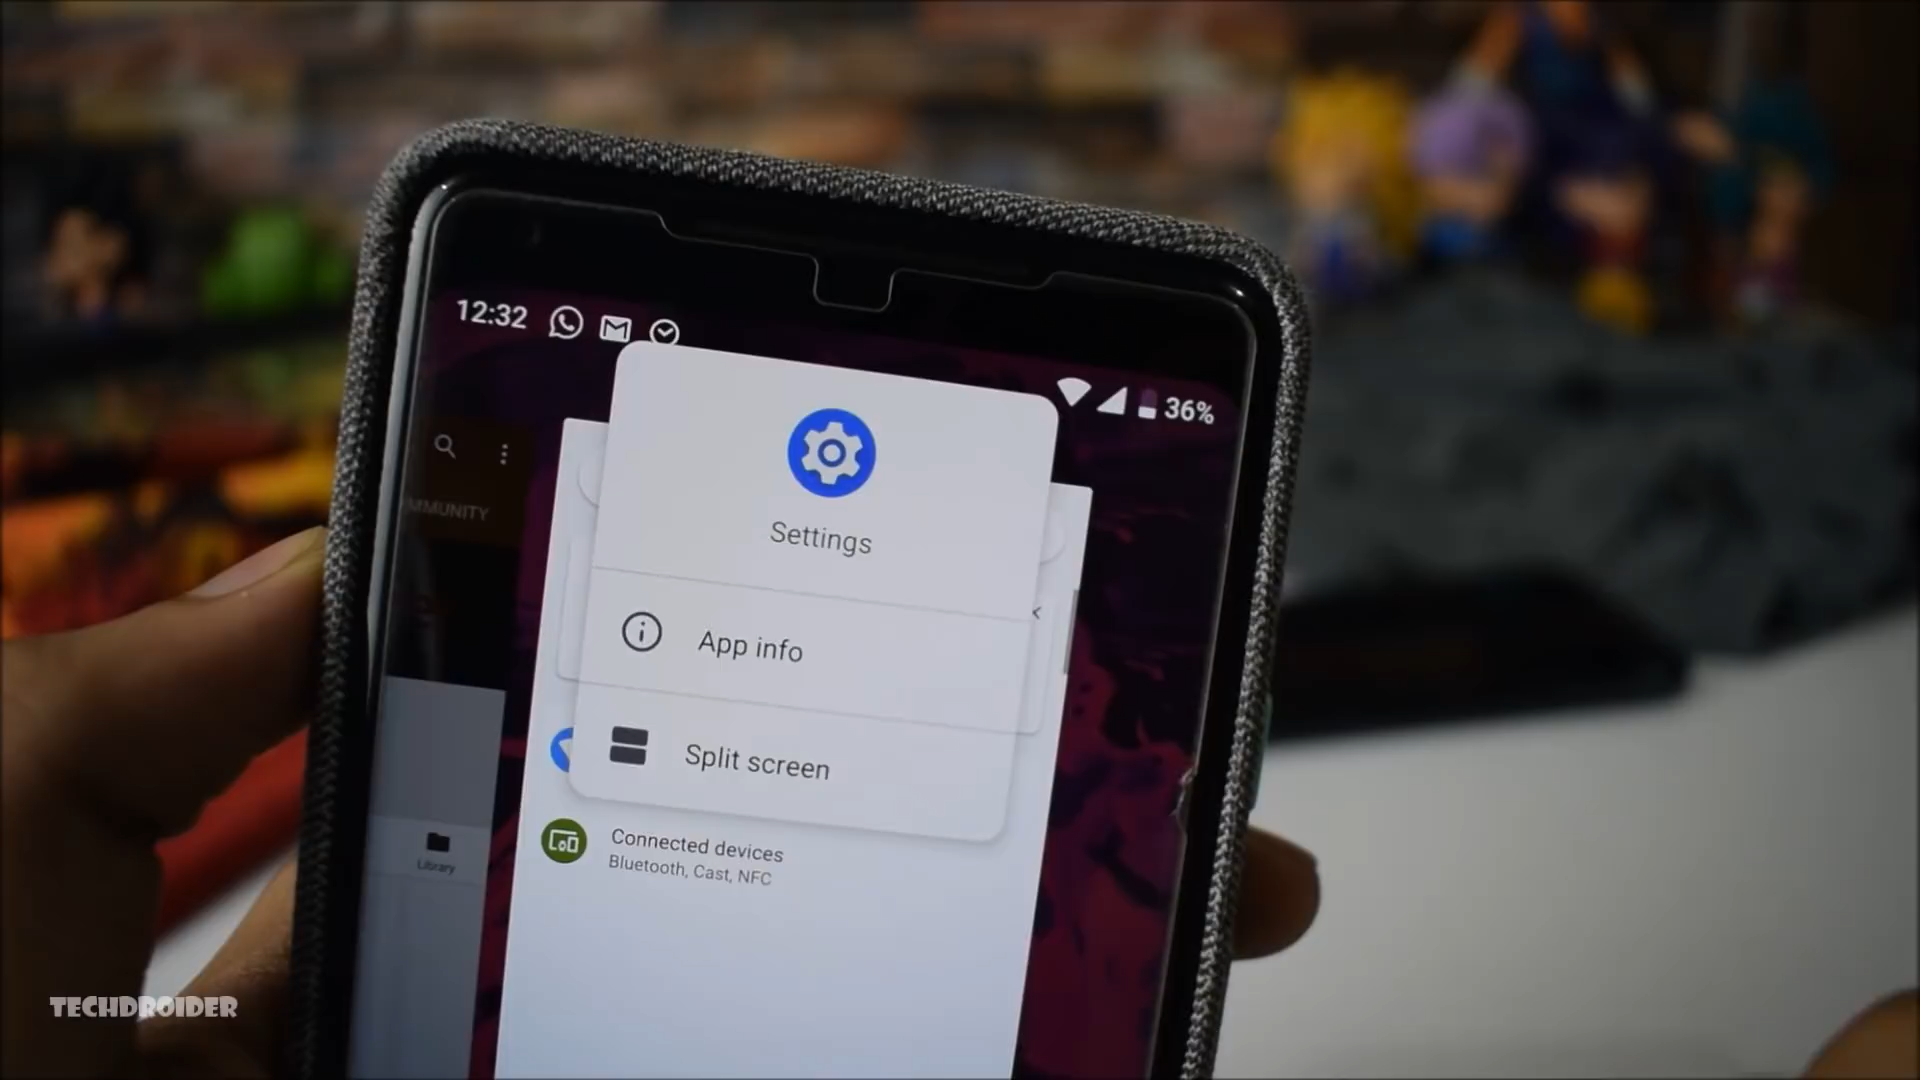 12:32
36%
MMUNITY
Settings
App info
Split screen
Library
Connected devices
Bluetooth, Cast, NFC
TECHDROIDER